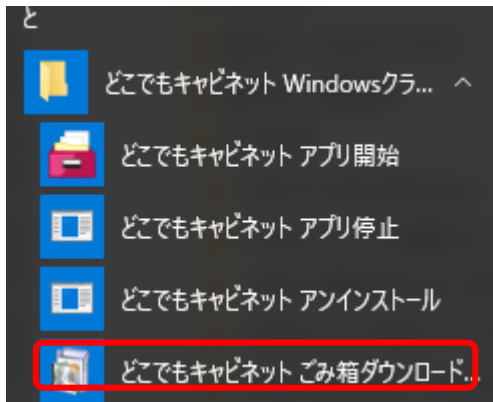 と
どこでもキャビネット Windowsクラ...
どこでもキャビネット アプリ開始
どこでもキャビネット アプリ停止
どこでもキャビネット アンインストール
どこでもキャビネット ごみ箱ダウンロード...